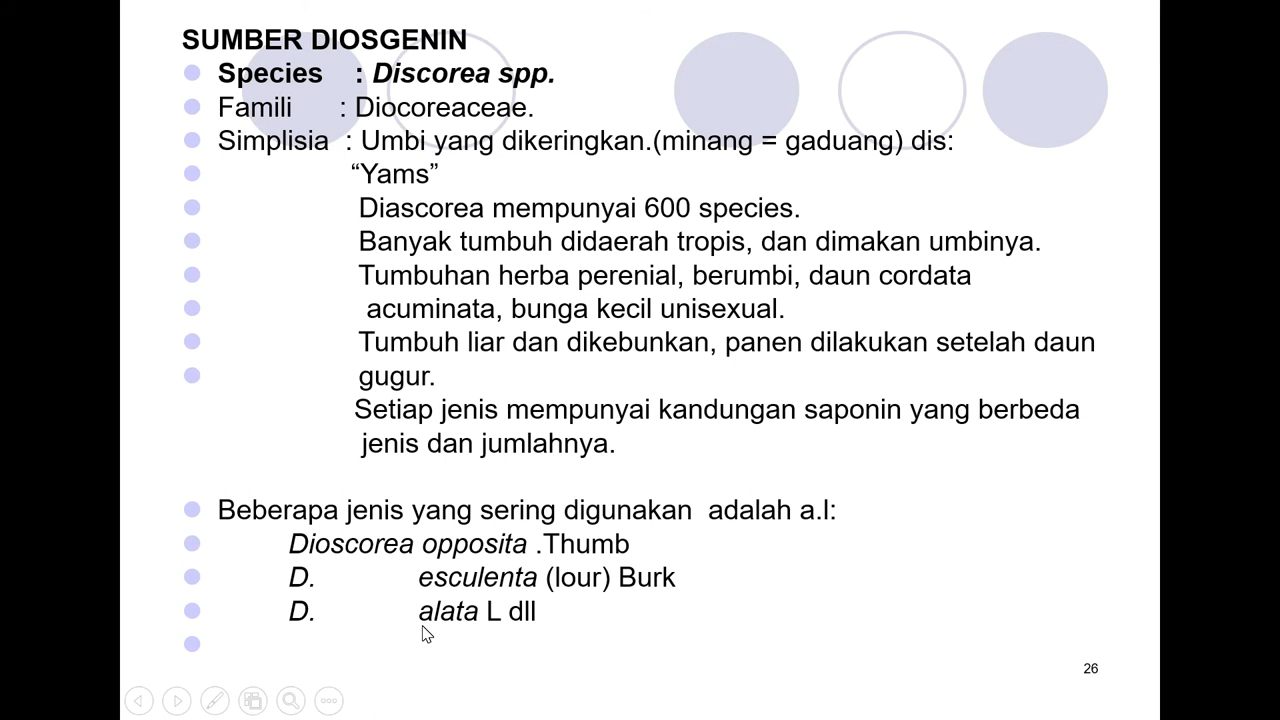 SUMBER DIOSGENIN
Species : Discorea spp.
Famili : Diocoreaceae.
Simplisia : Umbi yang dikeringkan.(minang = gaduang) dis:
“Yams”
Diascorea mempunyai 600 species.
Banyak tumbuh didaerah tropis, dan dimakan umbinya.
Tumbuhan herba perenial, berumbi, daun cordata
acuminata, bunga kecil unisexual.
Tumbuh liar dan dikebunkan, panen dilakukan setelah daun
gugur.
Setiap jenis mempunyai kandungan saponin yang berbeda
jenis dan jumlahnya.
Beberapa jenis yang sering digunakan adalah a.l:
Dioscorea opposita .Thumb
D. esculenta (lour) Burk
D. alata L dll
26